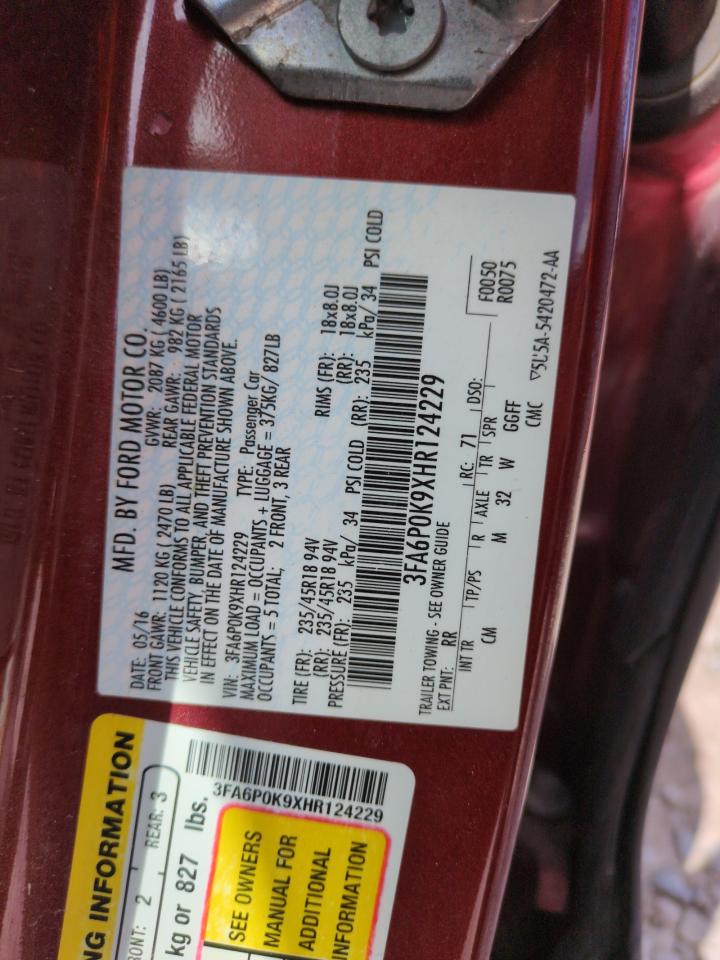 MFD. BY FORD MOTOR CO.
DATE: 05/16 GVWR: 2087 KG ( 4600 LB)
FRONT GAWR: 1120 KG ( 2470 LB) REAR GAWR: 982 KG ( 2165 LB)
THIS VEHICLE CONFORMS TO ALL APPLICABLE FEDERAL MOTOR
VEHICLE SAFETY, BUMPER, AND THEFT PREVENTION STANDARDS
IN EFFECT ON THE DATE OF MANUFACTURE SHOWN ABOVE.
VIN: 3FA6P0K9XHR124229 TYPE: Passenger Car
MAXIMUM LOAD = OCCUPANTS + LUGGAGE = 375KG/ 827LB
OCCUPANTS = 5 TOTAL; 2 FRONT, 3 REAR
TIRE (FR): 235/45R18 94V RIMS (FR): 18x8.0J
(RR): 235/45R18 94V (RR): 18x8.0J
PRESSURE (FR): 235 kPa/ 34 PSI COLD (RR): 235 kPa/ 34 PSI COLD
3FA6P0K9XHR124229
TRAILER TOWING - SEE OWNER GUIDE
EXT PNT: RR RC: 71 DSO: F0050
R0075
INT TR TP/PS R AXLE TR SPR
CM M 32 W GGFF
CMC ▽5U5A-5420472-AA
NG INFORMATION
RONT: 2 REAR: 3
kg or 827 lbs.
3FA6P0K9XHR124229
SEE OWNERS
MANUAL FOR
ADDITIONAL
INFORMATION